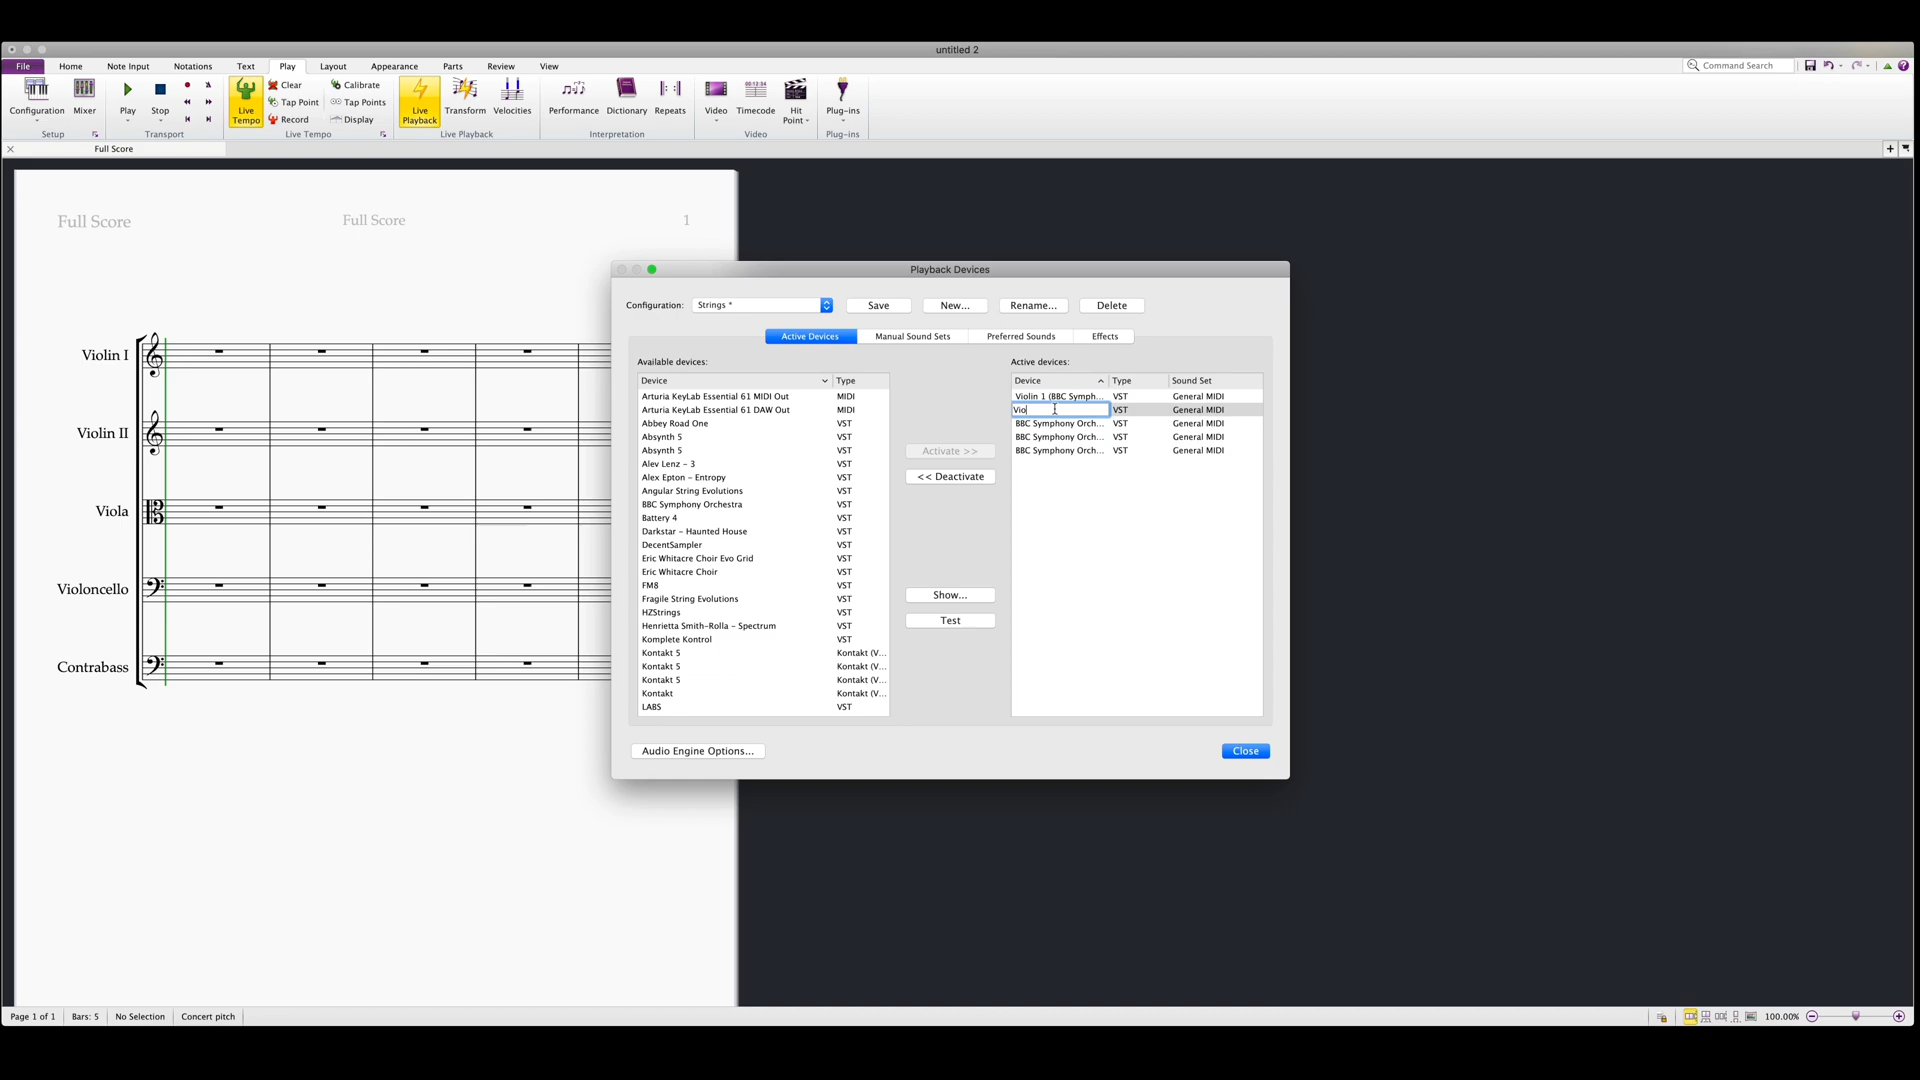 untitled 2
File Home Note Input Notations Text Play Layout Appearance Parts Review View Command Search
Clear Calibrate
Tap Point Tap Points
Configuration Mixer Play Stop Live Tempo Record Display Live Playback Transform Velocities Performance Dictionary Repeats Video Timecode Hit Point Plug-ins
Setup Transport Live Tempo Live Playback Interpretation Video Plug-ins
Full Score
Full Score Full Score 1
Violin I
Violin II
Viola
Violoncello
Contrabass
Playback Devices
Configuration: Strings * Save New... Rename... Delete
Active Devices Manual Sound Sets Preferred Sounds Effects
Available devices: Active devices:
Device Type
Arturia KeyLab Essential 61 MIDI Out MIDI
Arturia KeyLab Essential 61 DAW Out MIDI
Abbey Road One VST
Absynth 5 VST
Absynth 5 VST
Alev Lenz - 3 VST
Alex Epton - Entropy VST
Angular String Evolutions VST
BBC Symphony Orchestra VST
Battery 4 VST
Darkstar - Haunted House VST
DecentSampler VST
Eric Whitacre Choir Evo Grid VST
Eric Whitacre Choir VST
FM8 VST
Fragile String Evolutions VST
HZStrings VST
Henrietta Smith-Rolla - Spectrum VST
Komplete Kontrol VST
Kontakt 5 Kontakt (V...
Kontakt 5 Kontakt (V...
Kontakt 5 Kontakt (V...
Kontakt Kontakt (V...
LABS VST
Activate >>
<< Deactivate
Show...
Test
Device Type Sound Set
Violin 1 (BBC Symph... VST General MIDI
Vio VST General MIDI
BBC Symphony Orch... VST General MIDI
BBC Symphony Orch... VST General MIDI
BBC Symphony Orch... VST General MIDI
Audio Engine Options... Close
Page 1 of 1 Bars: 5 No Selection Concert pitch 100.00%